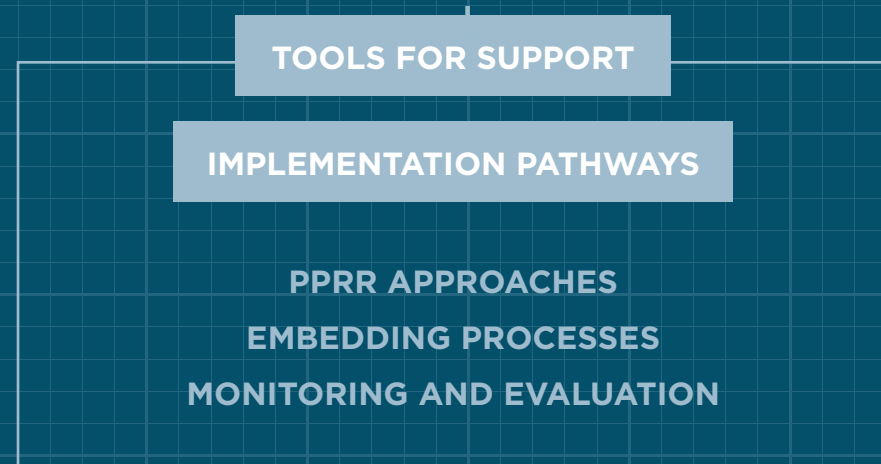 TOOLS FOR SUPPORT
IMPLEMENTATION PATHWAYS
PPRR APPROACHES
EMBEDDING PROCESSES
MONITORING AND EVALUATION